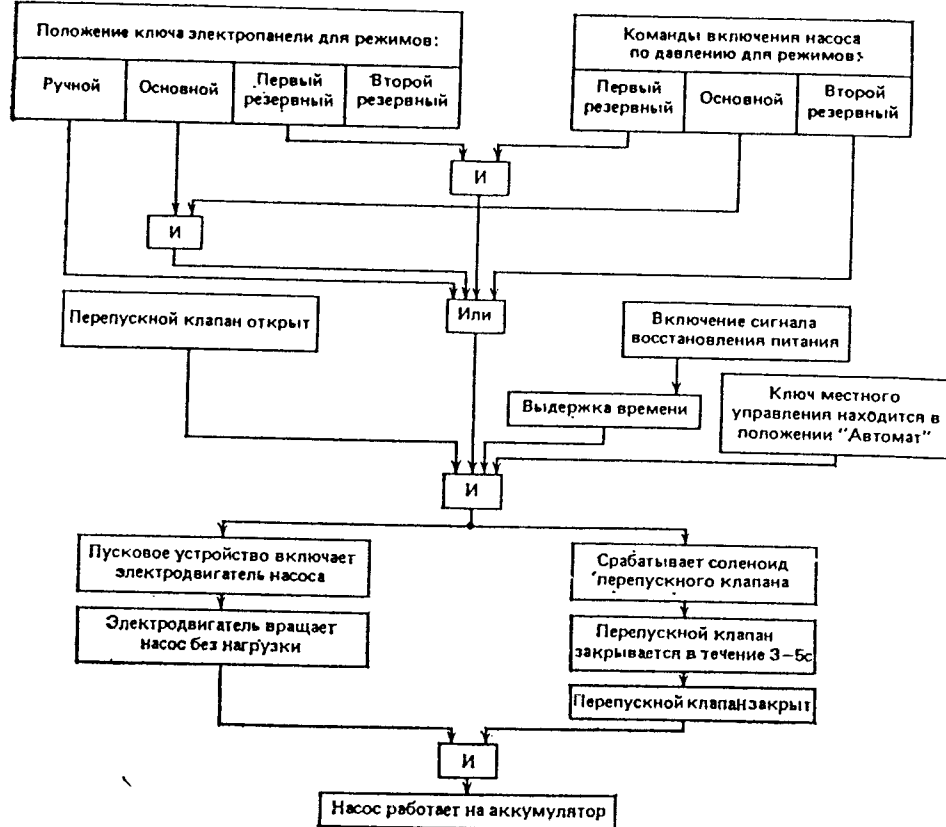 Положение ключа электропанели для режимов:
Ручной
Основной
Первый
резервный
Второй
резервный
Команды включения насоса
по давлению для режимов:
Первый
резервный
Основной
Второй
резервный
И
И
Или
Перепускной клапан открыт
Включение сигнала
восстановления питания
Выдержка времени
Ключ местного
управления находится в
положении "Автомат"
И
Пусковое устройство включает
электродвигатель насоса
Срабатывает соленоид
перепускного клапана
Электродвигатель вращает
насос без нагрузки
Перепускной клапан
закрывается в течение 3–5с
Перепускной клапан закрыт
И
Насос работает на аккумулятор